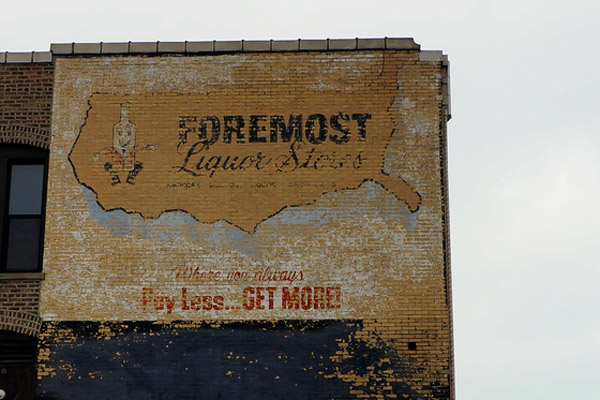 FOREMOST
Liquor Stores
Where you always
Pay Less...GET MORE!